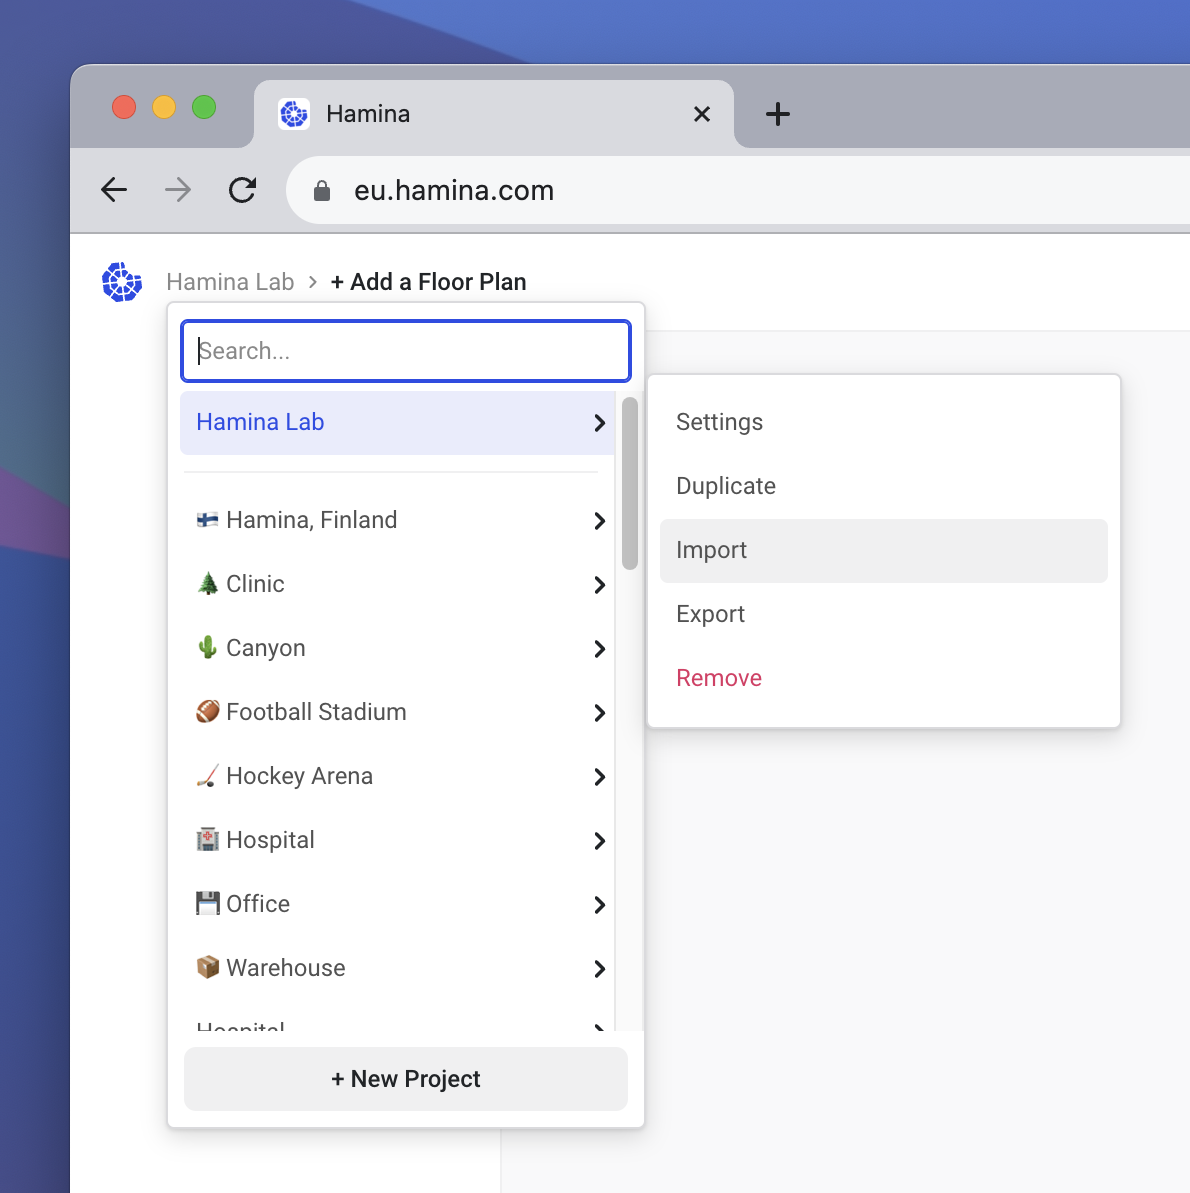 Hamina
eu.hamina.com
Hamina Lab > + Add a Floor Plan
Search...
Hamina Lab
Hamina, Finland
Clinic
Canyon
Football Stadium
Hockey Arena
Hospital
Office
Warehouse
Hospital
+ New Project
Settings
Duplicate
Import
Export
Remove